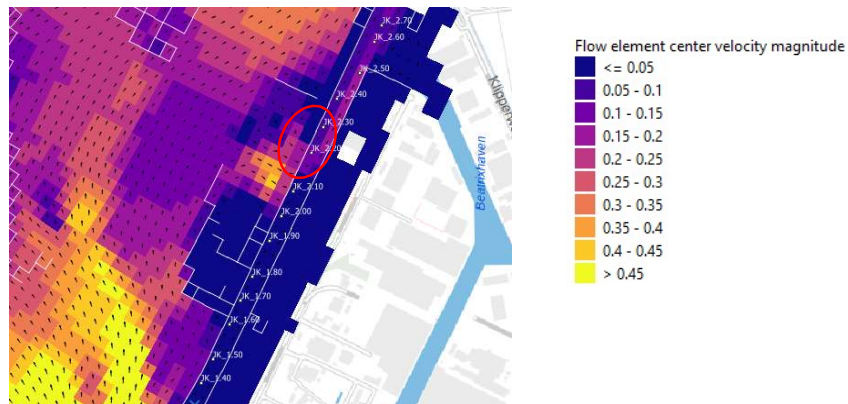 JK_2.70
JK_2.60
JK_2.50
JK_2.40
JK_2.30
JK_2.20
JK_2.10
JK_2.00
JK_1.90
JK_1.80
JK_1.70
JK_1.60
JK_1.50
JK_1.40
Beatrixhaven
Flow element center velocity magnitude
<= 0.05
0.05 - 0.1
0.1 - 0.15
0.15 - 0.2
0.2 - 0.25
0.25 - 0.3
0.3 - 0.35
0.35 - 0.4
0.4 - 0.45
> 0.45